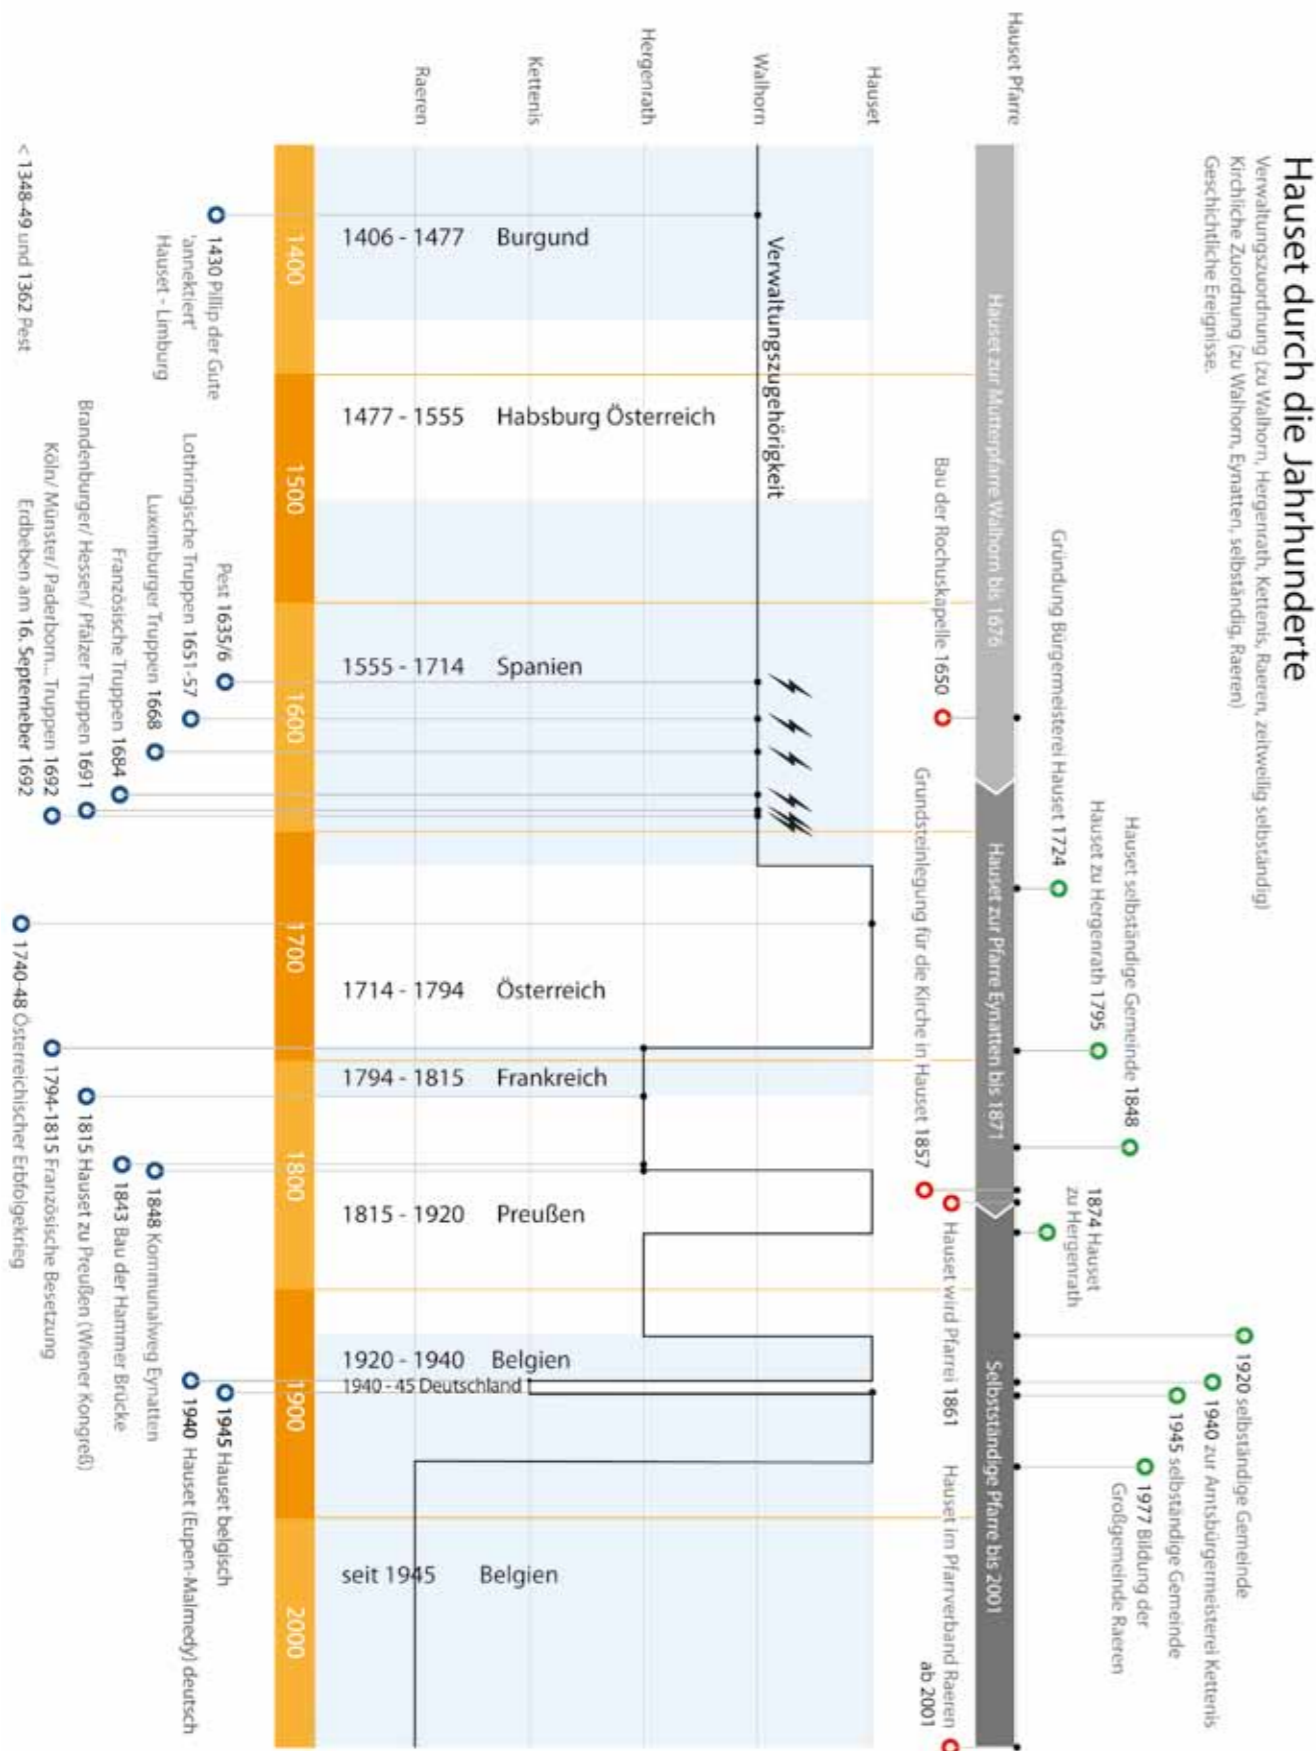 Hauset durch die Jahrhunderte
Verwaltungszuordnung (zu Walhorn, Hergenrath, Kettenis, Raeren, zeitweilig selbständig)
Kirchliche Zuordnung (zu Walhorn, Eynatten, selbständig, Raeren)
Geschichtliche Ereignisse.
1920 selbständige Gemeinde
1940 zur Amtsbürgermeisterei Kettenis
1945 selbständige Gemeinde
1977 Bildung der
Großgemeinde Raeren
Hauset selbständige Gemeinde 1848
Hauset zu Hergenrath 1795
1874 Hauset
zu Hergenrath
Gründung Bürgermeisterei Hauset 1724
Hauset Pfarre
Hauset zur Mutterpfarre Walhorn bis 1676
Hauset zur Pfarre Eynatten bis 1871
Selbstständige Pfarre bis 2001
Bau der Rochuskapelle 1650
Grundsteinlegung für die Kirche in Hauset 1857
Hauset wird Pfarrei 1861
Hauset im Pfarrverband Raeren
ab 2001
Hauset
Walhorn
Hergenrath
Kettenis
Raeren
Verwaltungszugehörigkeit
1406 - 1477 Burgund
1477 - 1555 Habsburg Österreich
1555 - 1714 Spanien
1714 - 1794 Österreich
1794 - 1815 Frankreich
1815 - 1920 Preußen
1920 - 1940 Belgien
1940 - 45 Deutschland
seit 1945 Belgien
1400
1500
1600
1700
1800
1900
2000
1430 Pillip der Gute
'annektiert'
Hauset - Limburg
Pest 1635/6
Lothringische Truppen 1651-57
Luxemburger Truppen 1668
Französische Truppen 1684
Brandenburger/ Hessen/ Pfälzer Truppen 1691
Köln/ Münster/ Paderborn... Truppen 1692
Erdbeben am 16. Septemeber 1692
1945 Hauset belgisch
1940 Hauset (Eupen-Malmedy) deutsch
1848 Kommunalweg Eynatten
1843 Bau der Hammer Brücke
1815 Hauset zu Preußen (Wiener Kongreß)
1794-1815 Französische Besetzung
1740-48 Österreichischer Erbfolgekrieg
< 1348-49 und 1362 Pest